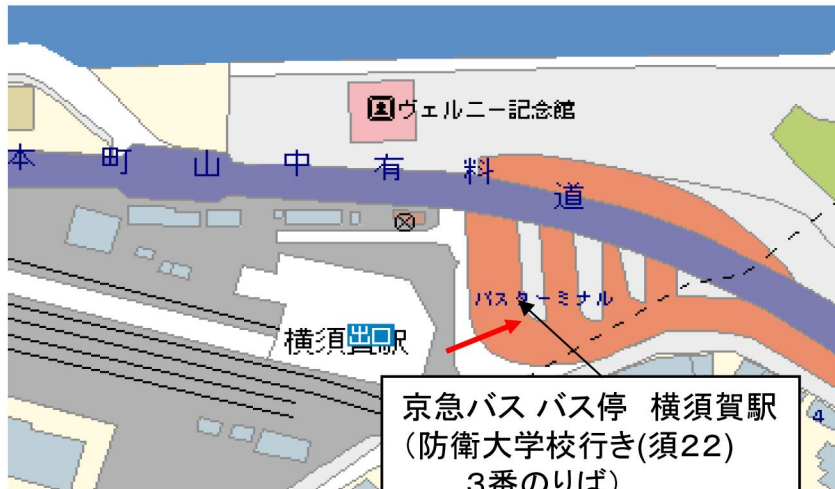 ヴェルニー記念館
本町山中有料道
バスターミナル
出口
横須賀駅
京急バス バス停 横須賀駅
(防衛大学校行き(須22)
3番のりば)
4